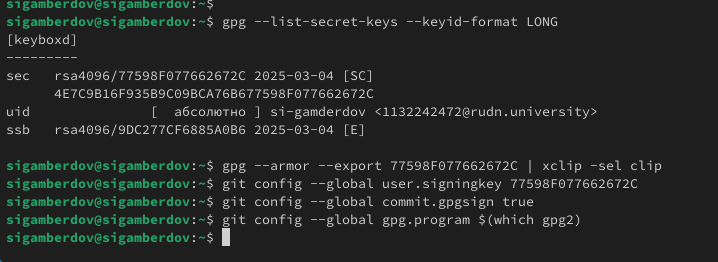 sigamberdov@sigamberdov:~$
sigamberdov@sigamberdov:~$ gpg --list-secret-keys --keyid-format LONG
[keyboxd]
---------
sec   rsa4096/77598F077662672C 2025-03-04 [SC]
      4E7C9B16F935B9C09BCA76B677598F077662672C
uid               [  абсолютно ] si-gamderdov <1132242472@rudn.university>
ssb   rsa4096/9DC277CF6885A0B6 2025-03-04 [E]
sigamberdov@sigamberdov:~$ gpg --armor --export 77598F077662672C | xclip -sel clip
sigamberdov@sigamberdov:~$ git config --global user.signingkey 77598F077662672C
sigamberdov@sigamberdov:~$ git config --global commit.gpgsign true
sigamberdov@sigamberdov:~$ git config --global gpg.program $(which gpg2)
sigamberdov@sigamberdov:~$